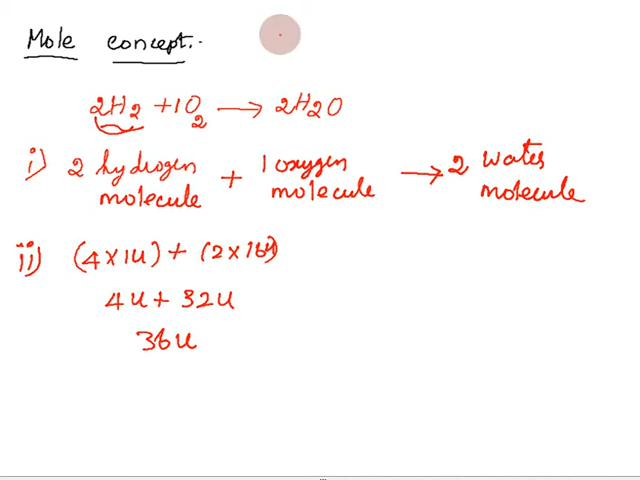 Mole concept..
2H2 + 1O2 → 2H2O
i) 2 hydrogen molecule + 1 oxygen molecule → 2 water molecule
ii) (4 × 1u) + (2 × 16u)
4u + 32u
36u